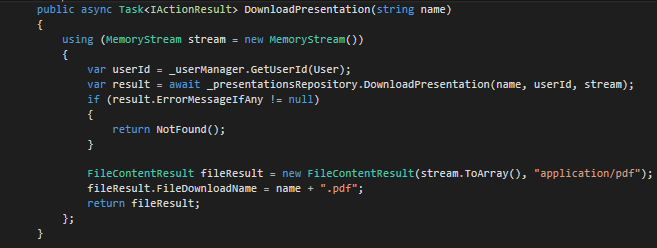 public async Task<IActionResult> DownloadPresentation(string name)
{
    using (MemoryStream stream = new MemoryStream())
    {
        var userId = _userManager.GetUserId(User);
        var result = await _presentationsRepository.DownloadPresentation(name, userId, stream);
        if (result.ErrorMessageIfAny != null)
        {
            return NotFound();
        }

        FileContentResult fileResult = new FileContentResult(stream.ToArray(), "application/pdf");
        fileResult.FileDownloadName = name + ".pdf";
        return fileResult;
    };
}